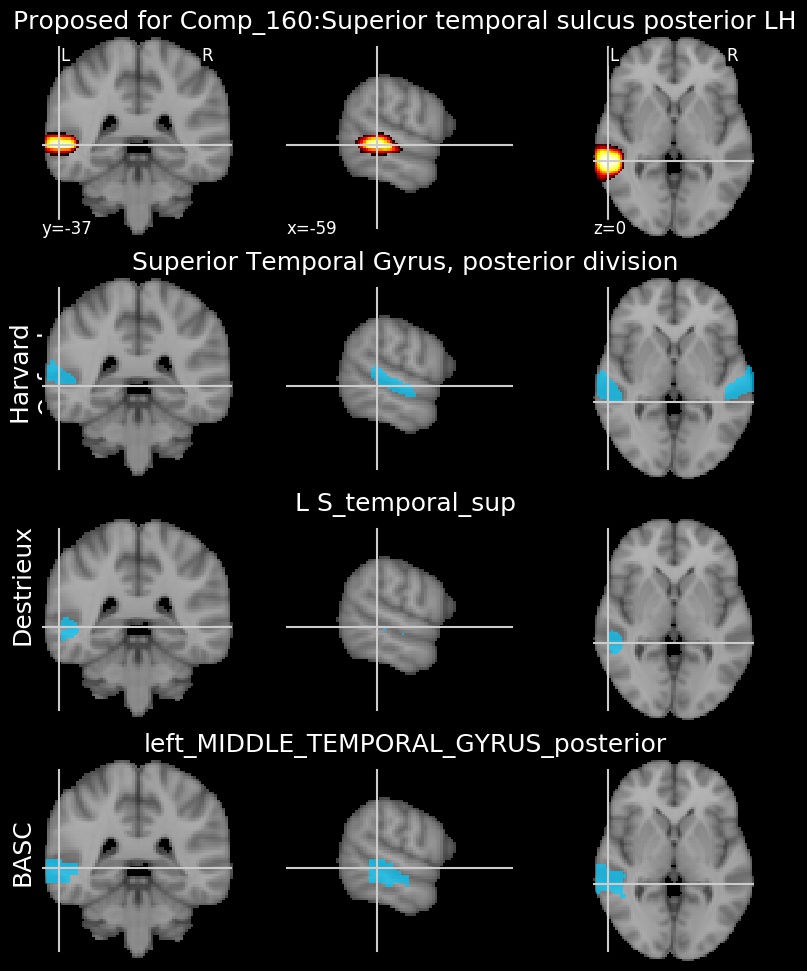 Proposed for Comp_160:Superior temporal sulcus posterior LH
L R L R
y=-37 x=-59 z=0
Superior Temporal Gyrus, posterior division
Harvard
L S_temporal_sup
Destrieux
left_MIDDLE_TEMPORAL_GYRUS_posterior
BASC